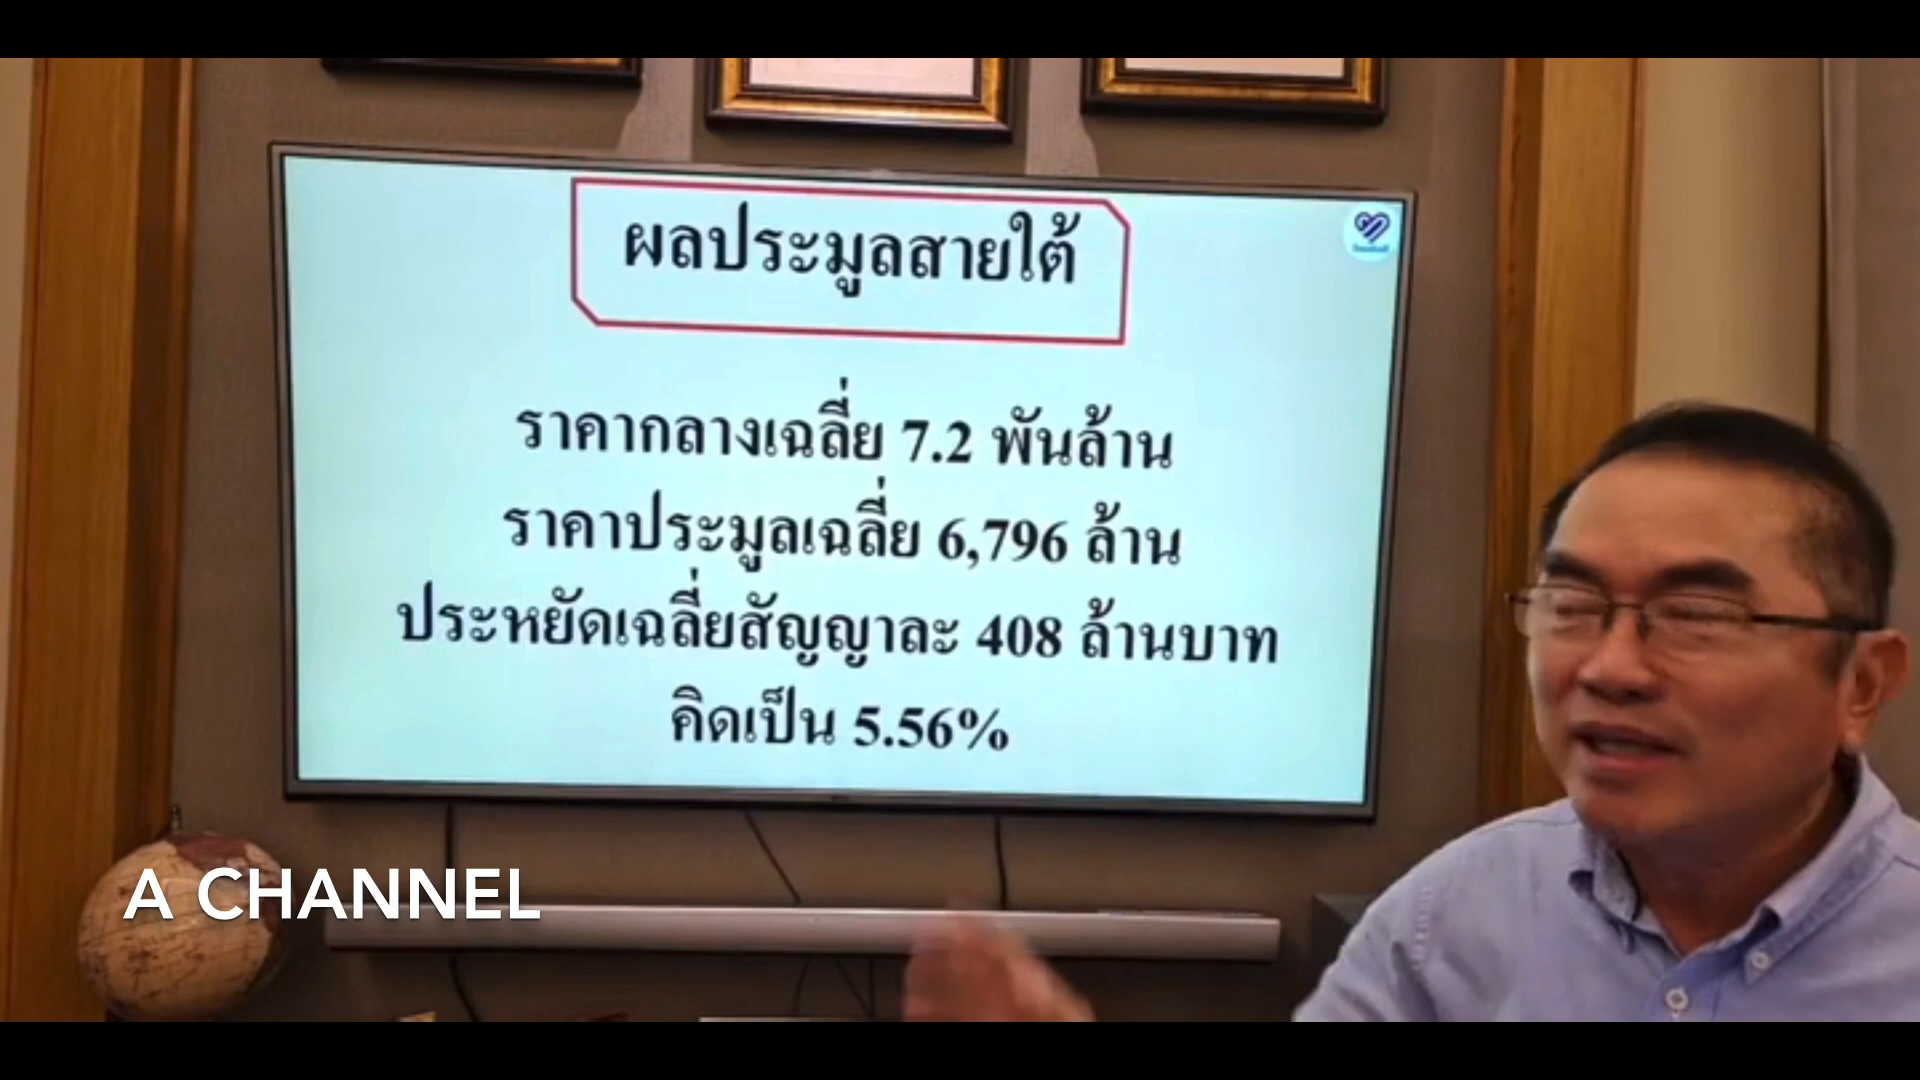 ผลประมูลสายใต้
ราคากลางเฉลี่ย 7.2 พันล้าน
ราคาประมูลเฉลี่ย 6,796 ล้าน
ประหยัดเฉลี่ยสัญญาละ 408 ล้านบาท
คิดเป็น 5.56%
A CHANNEL